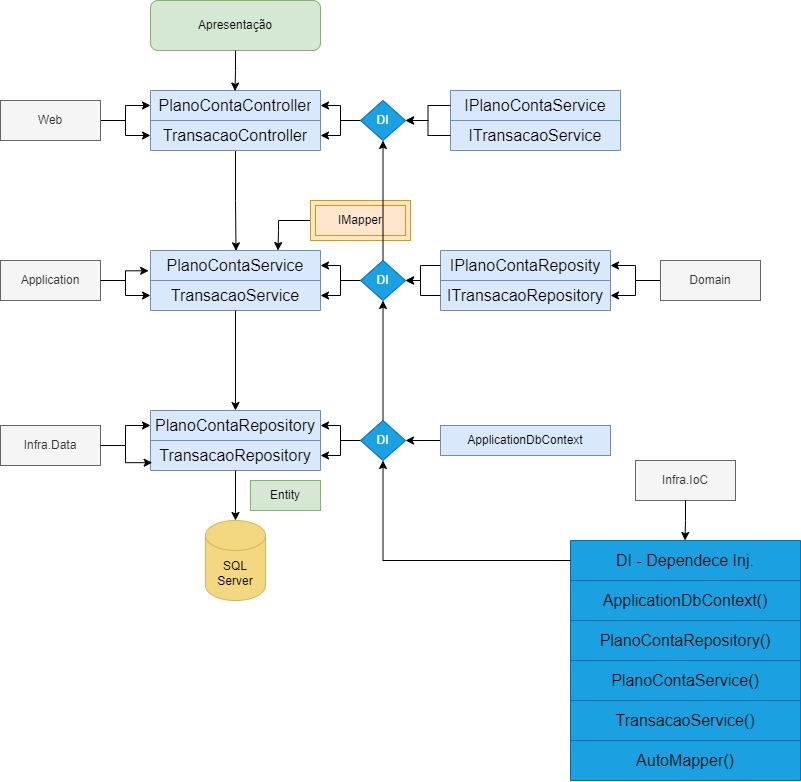 Apresentação
PlanoContaController
TransacaoController
Web
DI
IPlanoContaService
ITransacaoService
IMapper
PlanoContaService
TransacaoService
Application
DI
IPlanoContaReposity
ITransacaoRepository
Domain
PlanoContaRepository
TransacaoRepository
Infra.Data
DI
ApplicationDbContext
Entity
SQL
Server
Infra.IoC
DI - Dependece Inj.
ApplicationDbContext()
PlanoContaRepository()
PlanoContaService()
TransacaoService()
AutoMapper()